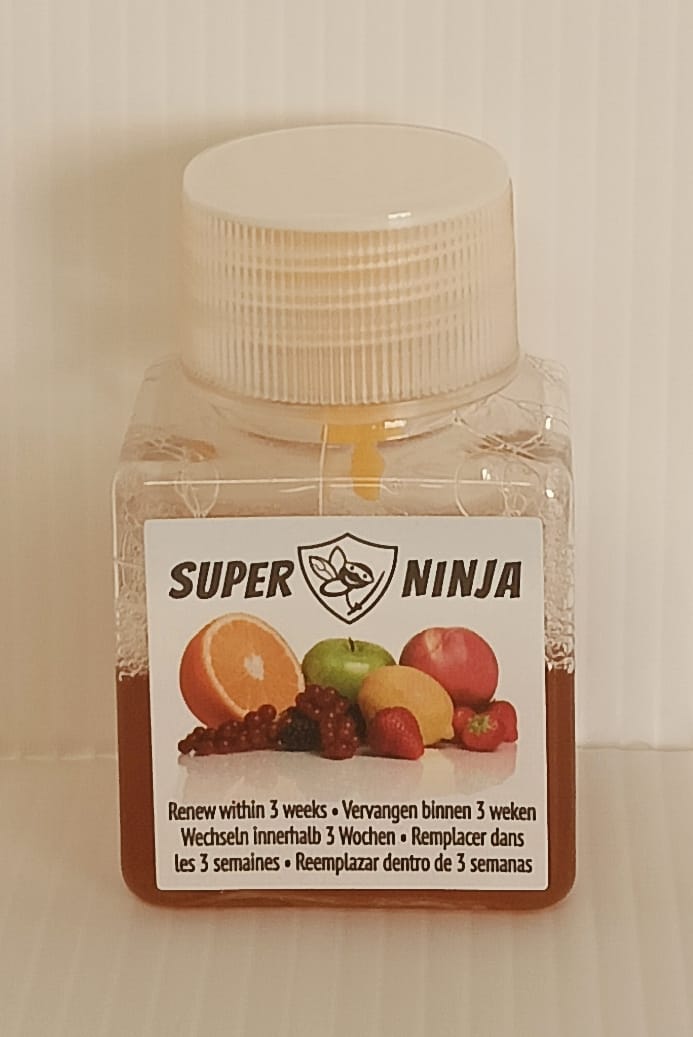 SUPER NINJA
Renew within 3 weeks • Vervangen binnen 3 weken
Wechseln innerhalb 3 Wochen • Remplacer dans
les 3 semaines • Reemplazar dentro de 3 semanas